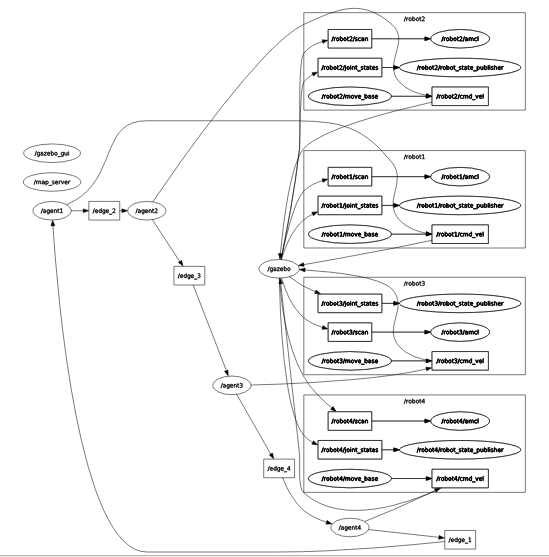 /robot2
/robot2/scan
/robot2/amcl
/robot2/joint_states
/robot2/robot_state_publisher
/robot2/move_base
/robot2/cmd_vel
/gazebo_gui
/map_server
/agent1
/edge_2
/agent2
/robot1
/robot1/scan
/robot1/amcl
/robot1/joint_states
/robot1/robot_state_publisher
/robot1/move_base
/robot1/cmd_vel
/edge_3
/gazebo
/robot3
/robot3/joint_states
/robot3/robot_state_publisher
/robot3/scan
/robot3/amcl
/robot3/move_base
/robot3/cmd_vel
/agent3
/robot4
/robot4/scan
/robot4/amcl
/robot4/joint_states
/robot4/robot_state_publisher
/edge_4
/robot4/move_base
/robot4/cmd_vel
/agent4
/edge_1